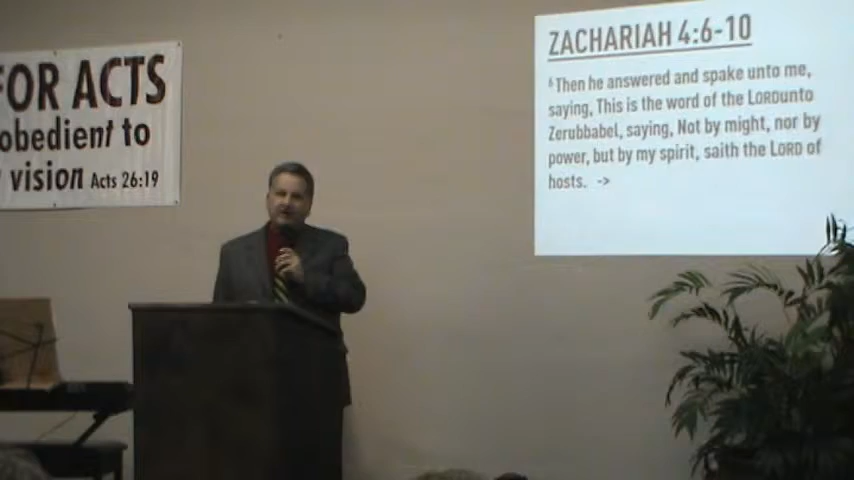 FOR ACTS
obedient to
vision Acts 26:19
ZACHARIAH 4:6-10
6 Then he answered and spake unto me,
saying, This is the word of the LORDunto
Zerubbabel, saying, Not by might, nor by
power, but by my spirit, saith the LORD of
hosts. ->